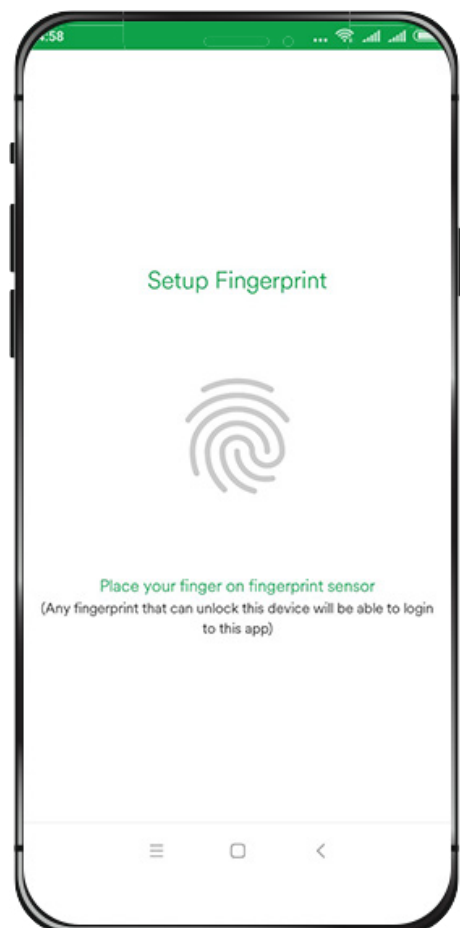 :58
Setup Fingerprint
Place your finger on fingerprint sensor
(Any fingerprint that can unlock this device will be able to login
to this app)